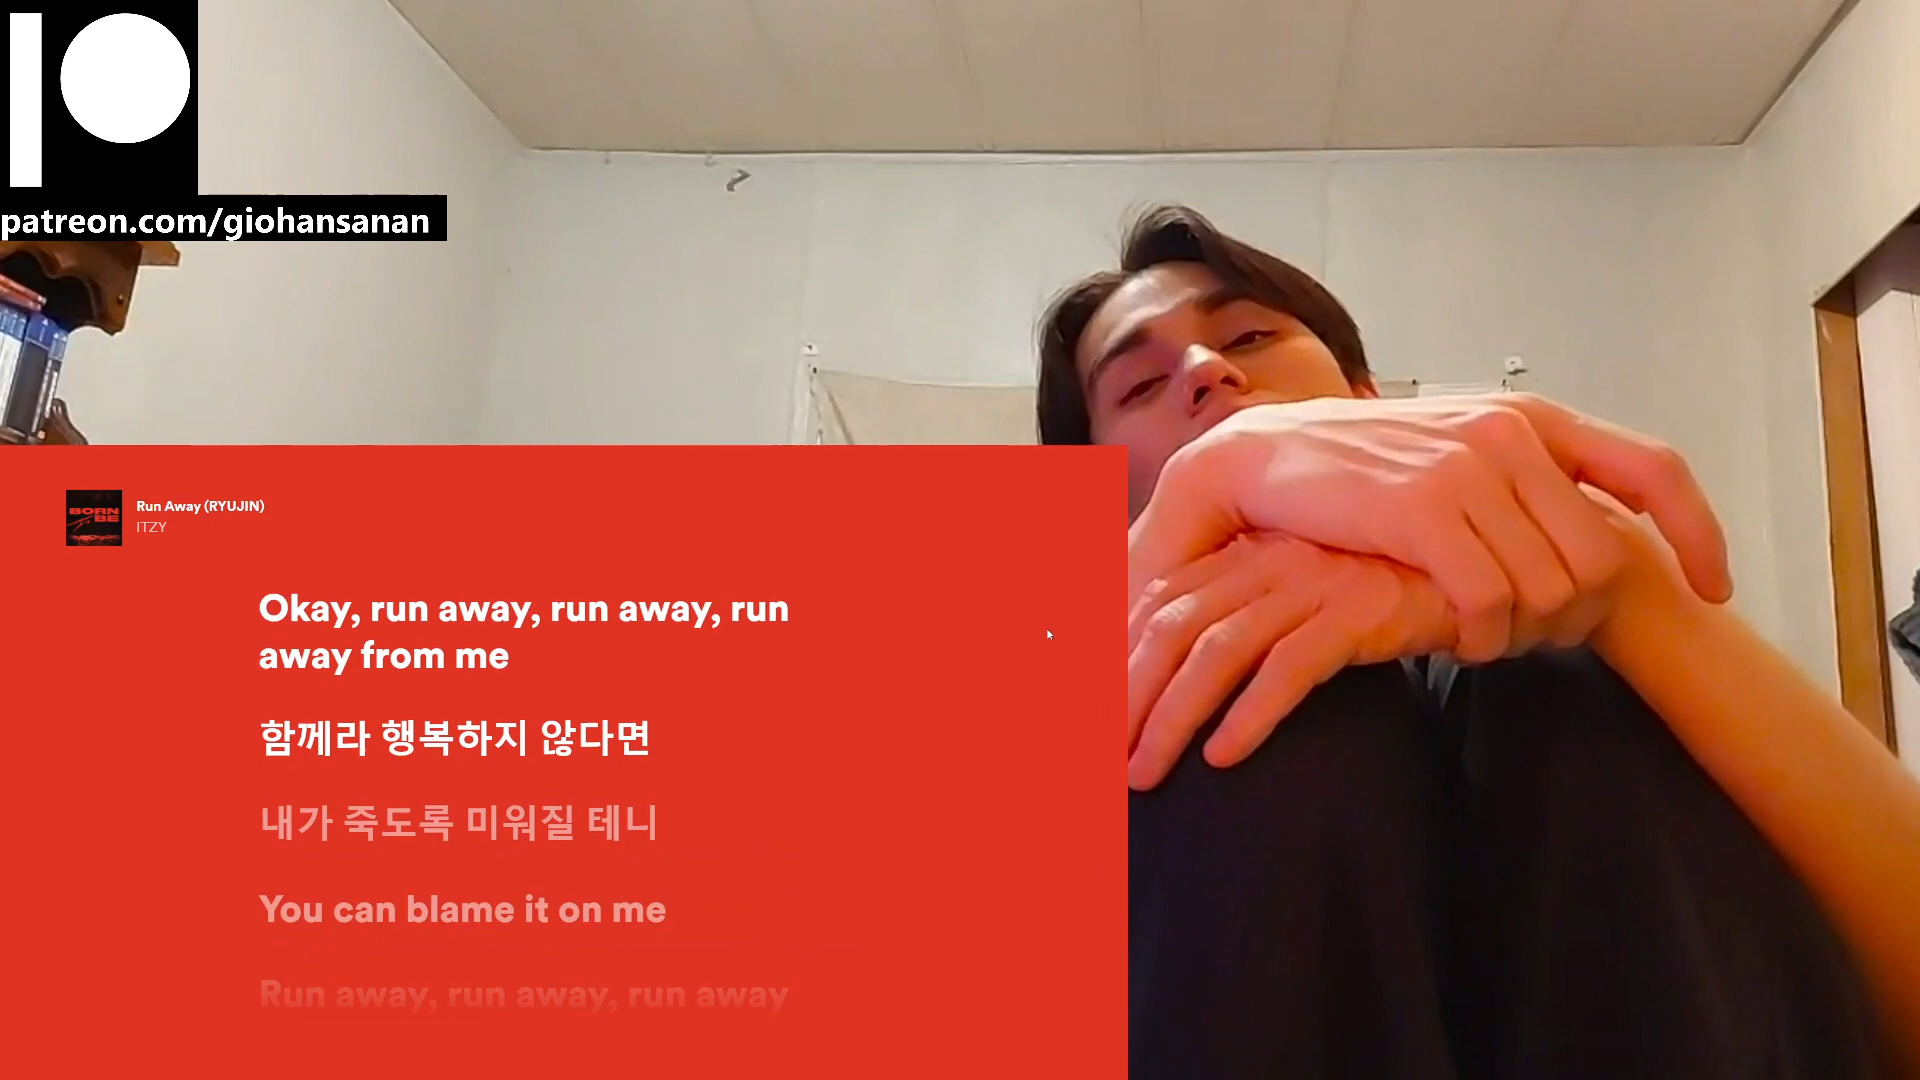 patreon.com/giohansanan
BORN
BE
Run Away (RYUJIN)
ITZY
Okay, run away, run away, run
away from me
함께라 행복하지 않다면
내가 죽도록 미워질 테니
You can blame it on me
Run away, run away, run away